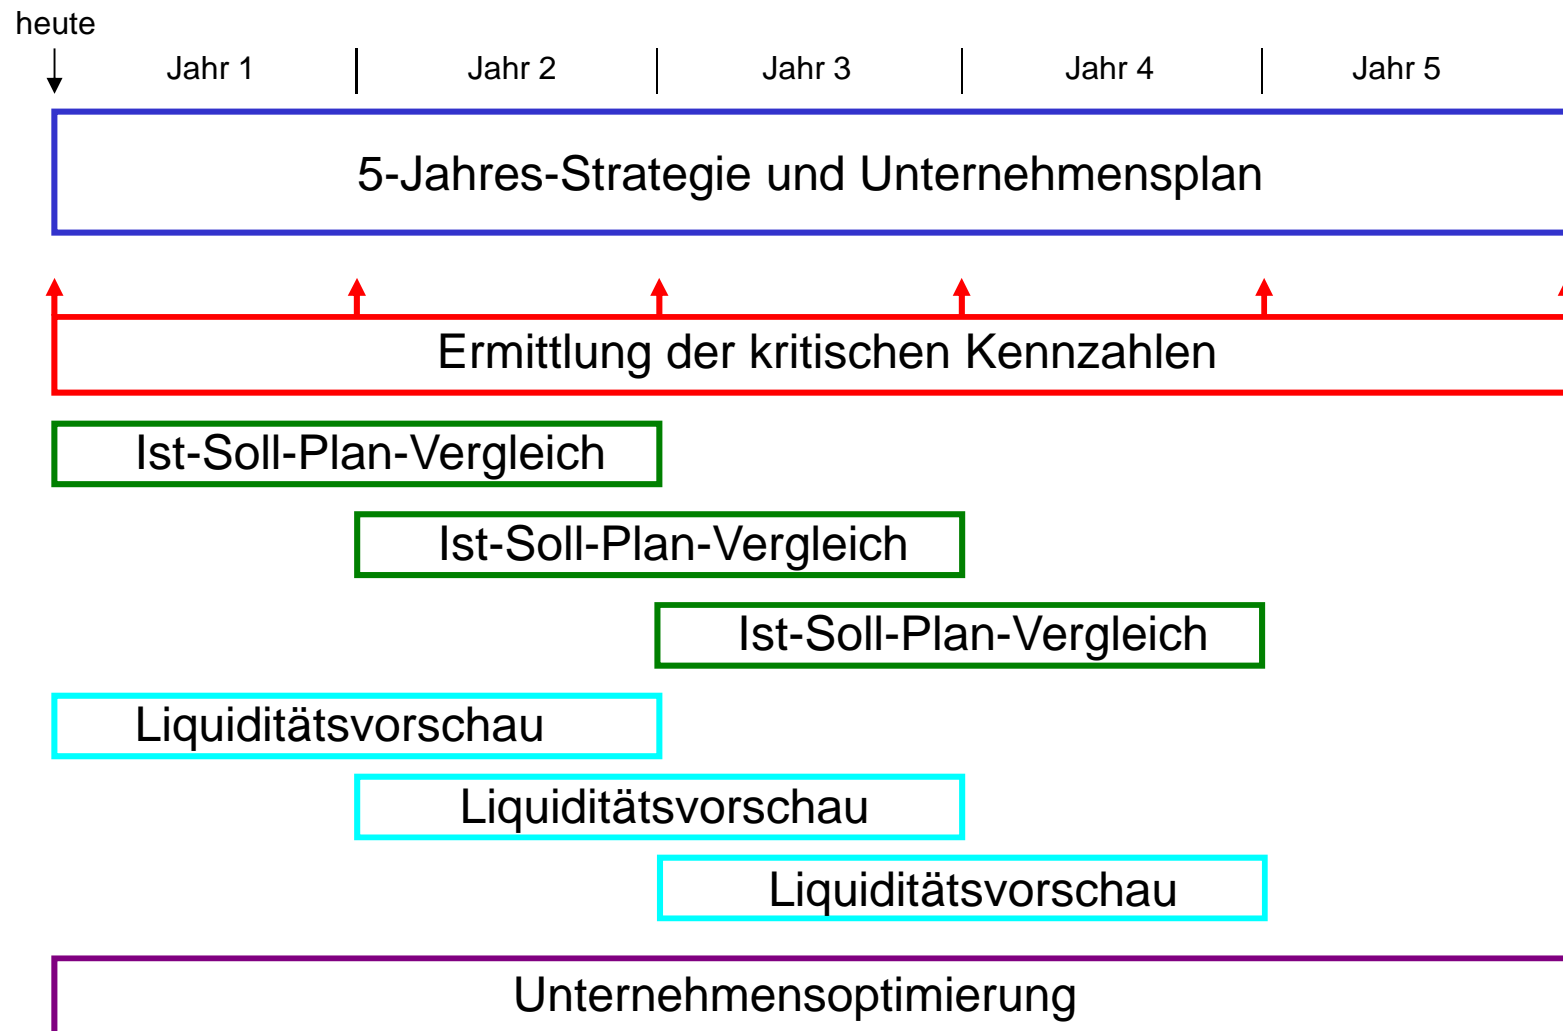 heute
Jahr 1
Jahr 2
Jahr 3
Jahr 4
Jahr 5
5-Jahres-Strategie und Unternehmensplan
Ermittlung der kritischen Kennzahlen
Ist-Soll-Plan-Vergleich
Ist-Soll-Plan-Vergleich
Ist-Soll-Plan-Vergleich
Liquiditätsvorschau
Liquiditätsvorschau
Liquiditätsvorschau
Unternehmensoptimierung